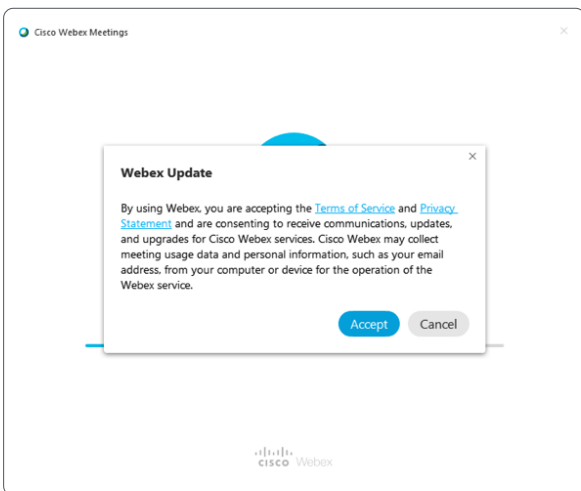 Cisco Webex Meetings
Webex Update
By using Webex, you are accepting the Terms of Service and Privacy
Statement and are consenting to receive communications, updates,
and upgrades for Cisco Webex services. Cisco Webex may collect
meeting usage data and personal information, such as your email
address, from your computer or device for the operation of the
Webex service.
Accept Cancel
CISCO Webex